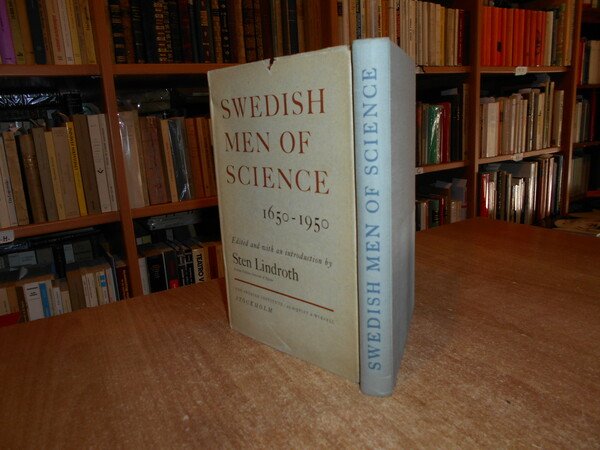 SWEDISH
MEN OF
SCIENCE
1650-1950
Edited and with an introduction by
Sten Lindroth
STOCKHOLM
SWEDISH MEN OF SCIENCE